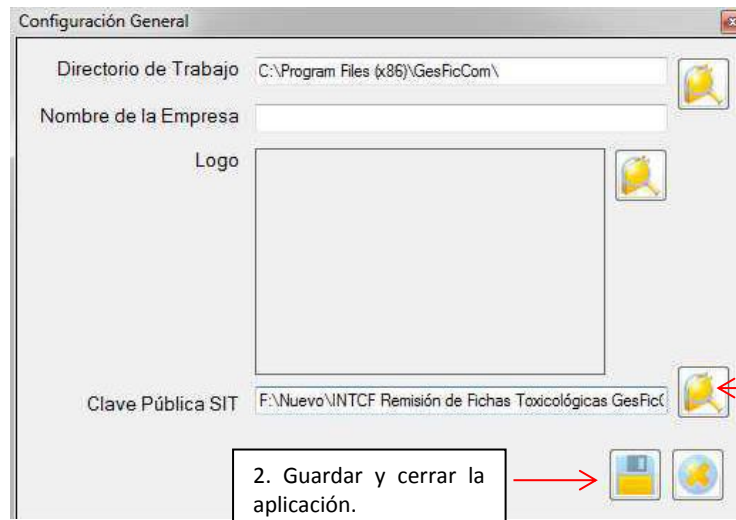 Configuración General
Directorio de Trabajo C:\Program Files (x86)\GesFicCom\
Nombre de la Empresa
Logo
Clave Pública SIT F:\Nuevo\INTCF Remisión de Fichas Toxicológicas GesFicC
2. Guardar y cerrar la
aplicación.